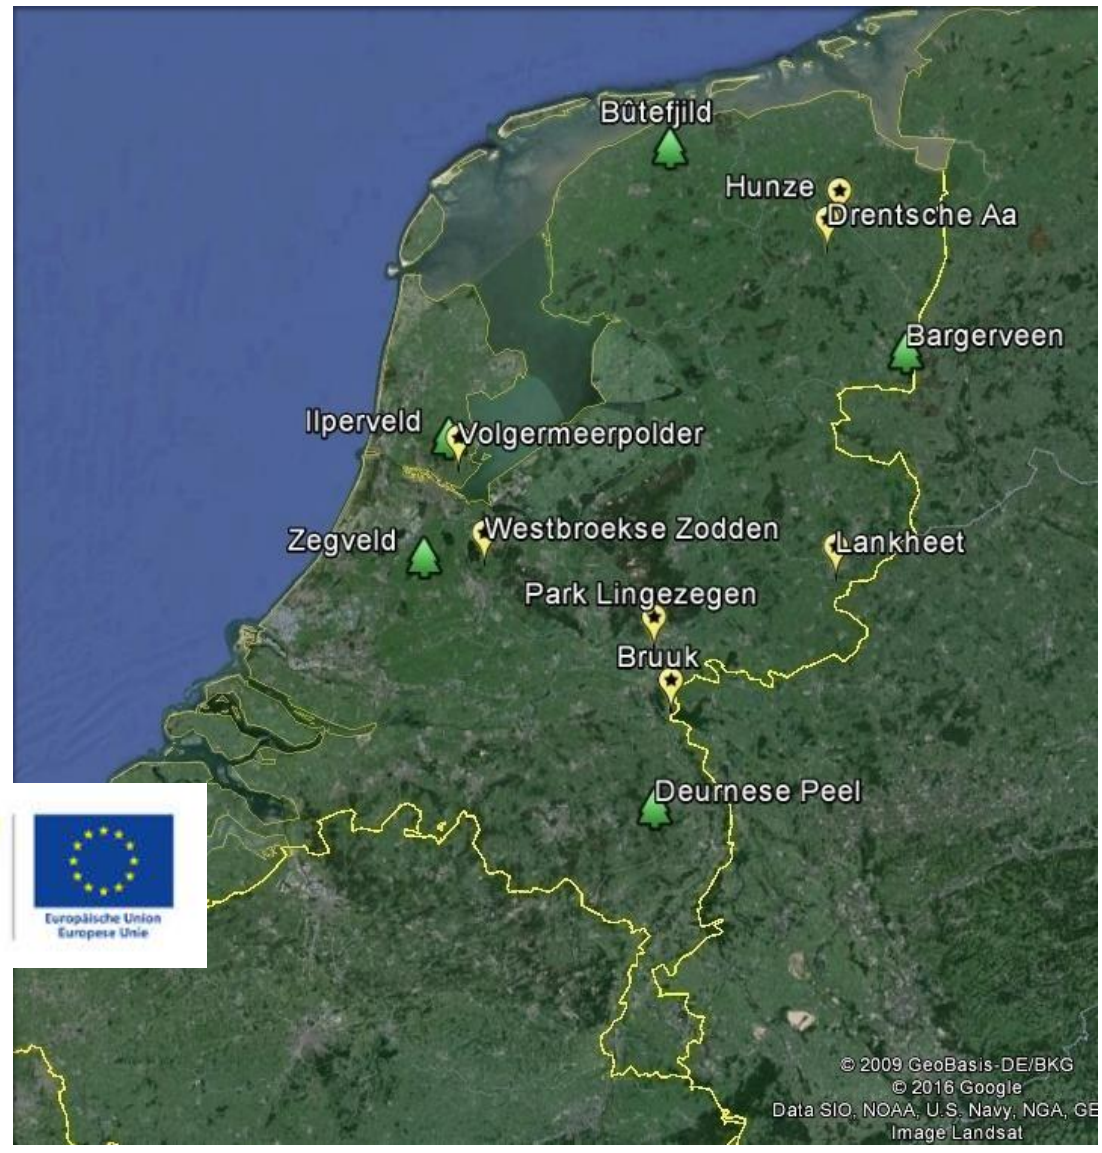 Bûtefjild
Hunze
Drentsche Aa
Bargerveen
Ilperveld
Volgermeerpolder
Westbroekse Zodden
Zegveld
Lankheet
Park Lingezegen
Bruuk
Deurnese Peel
Europäische Union
Europese Unie
© 2009 GeoBasis-DE/BKG
© 2016 Google
Data SIO, NOAA, U.S. Navy, NGA, GE
Image Landsat